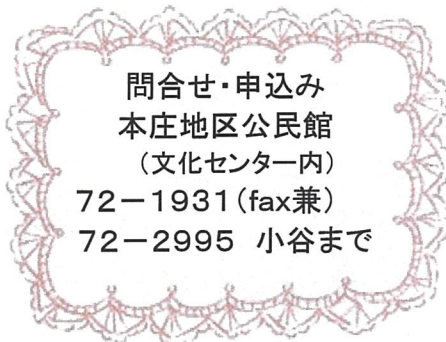 問合せ・申込み
本庄地区公民館
（文化センター内）
72－1931（fax兼）
72－2995 小谷まで